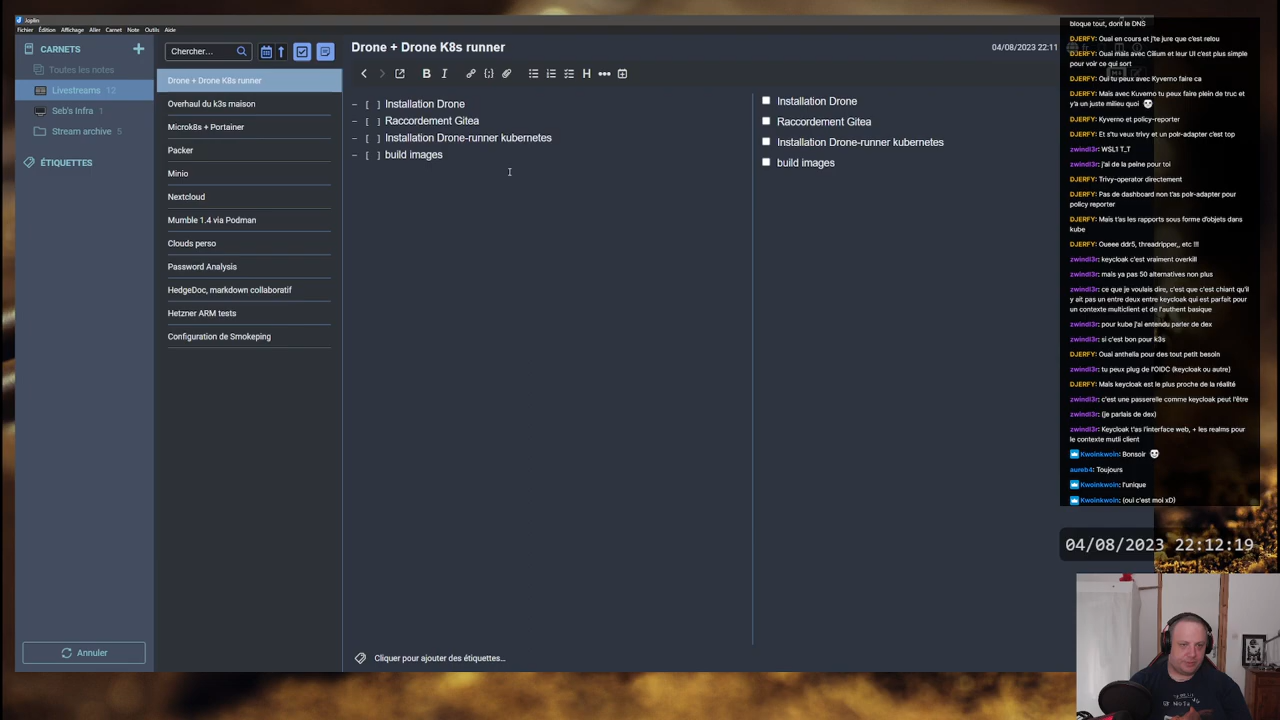 Joplin
Fichier Édition Affichage Aller Carnet Note Outils Aide
CARNETS
Toutes les notes
Livestreams 12
Seb's Infra 1
Stream archive 5
ÉTIQUETTES
Annuler
Chercher...
Drone + Drone K8s runner
Overhaul du k3s maison
Microk8s + Portainer
Packer
Minio
Nextcloud
Mumble 1.4 via Podman
Clouds perso
Password Analysis
HedgeDoc, markdown collaboratif
Hetzner ARM tests
Configuration de Smokeping
Drone + Drone K8s runner
04/08/2023 22:11
B I H
- [ ] Installation Drone
- [ ] Raccordement Gitea
- [ ] Installation Drone-runner kubernetes
- [ ] build images
Installation Drone
Raccordement Gitea
Installation Drone-runner kubernetes
build images
Cliquer pour ajouter des étiquettes...
bloque tout, dont le DNS
DJERFY: Ouai en cours et j'te jure que c'est relou
DJERFY: Ouai mais avec Cilium et leur UI c'est plus simple
pour voir ce qui sort
DJERFY: Oui tu peux avec Kyverno faire ca
DJERFY: Mais avec Kuverno tu peux faire plein de truc et
y'a un juste milieu quoi
DJERFY: Kyverno et policy-reporter
DJERFY: Et s'tu veux trivy et un polr-adapter c'est top
zwindl3r: WSL1 T_T
zwindl3r: j'ai de la peine pour toi
DJERFY: Trivy-operator directement
DJERFY: Pas de dashboard non t'as polr-adapter pour
policy reporter
DJERFY: Mais t'as les rapports sous forme d'objets dans
kube
DJERFY: Oueee ddr5, threadripper,, etc !!!
zwindl3r: keycloak c'est vraiment overkill
zwindl3r: mais ya pas 50 alternatives non plus
zwindl3r: ce que je voulais dire, c'est que c'est chiant qu'il
y ait pas un entre deux entre keycloak qui est parfait pour
un contexte multiclient et de l'authent basique
zwindl3r: pour kube j'ai entendu parler de dex
zwindl3r: si c'est bon pour k3s
DJERFY: Ouai anthelia pour des tout petit besoin
zwindl3r: tu peux plug de l'OIDC (keycloak ou autre)
DJERFY: Mais keycloak est le plus proche de la réalité
zwindl3r: c'est une passerelle comme keycloak peut l'être
zwindl3r: (je parlais de dex)
zwindl3r: Keycloak t'as l'interface web, + les realms pour
le contexte mutli client
Kwoinkwoin: Bonsoir
aureb4: Toujours
Kwoinkwoin: l'unique
Kwoinkwoin: (oui c'est moi xD)
04/08/2023 22:12:19